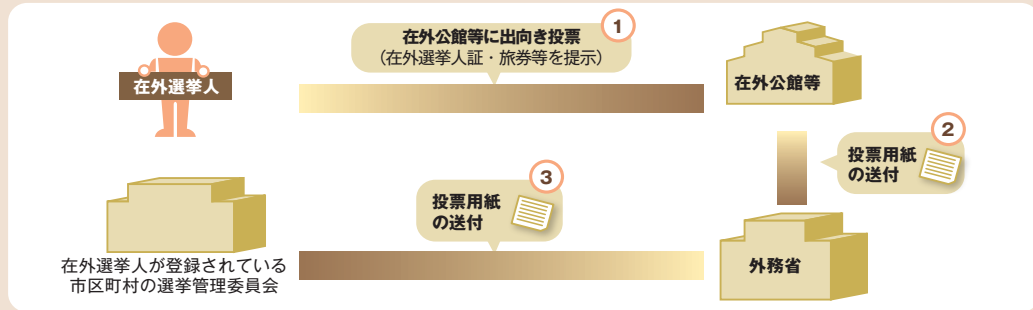 在外選挙人
在外公館等に出向き投票
（在外選挙人証・旅券等を提示）
1
在外公館等
2
投票用紙
の送付
外務省
3
投票用紙
の送付
在外選挙人が登録されている
市区町村の選挙管理委員会